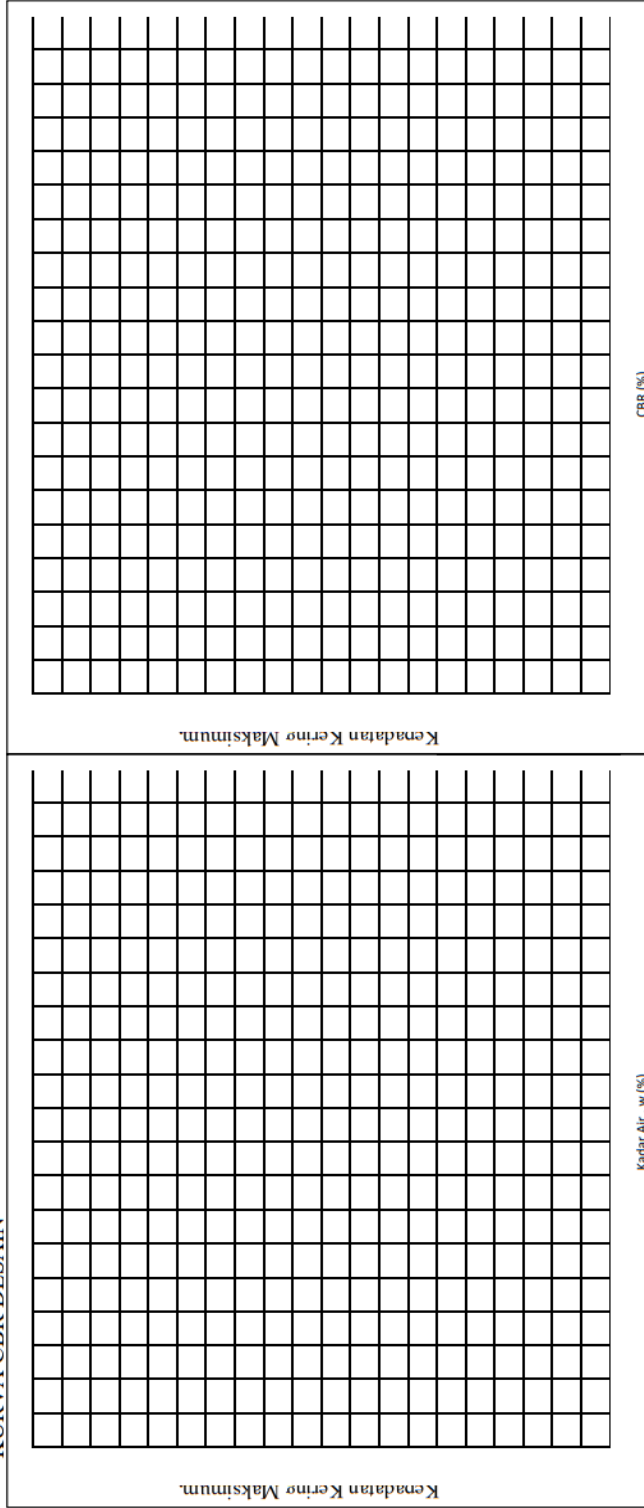 KURVA CBR DESAIN
Kepadatan Kering Maksimum.
Kadar Air w (%)
Kepadatan Kering Maksimum.
CBR (%)